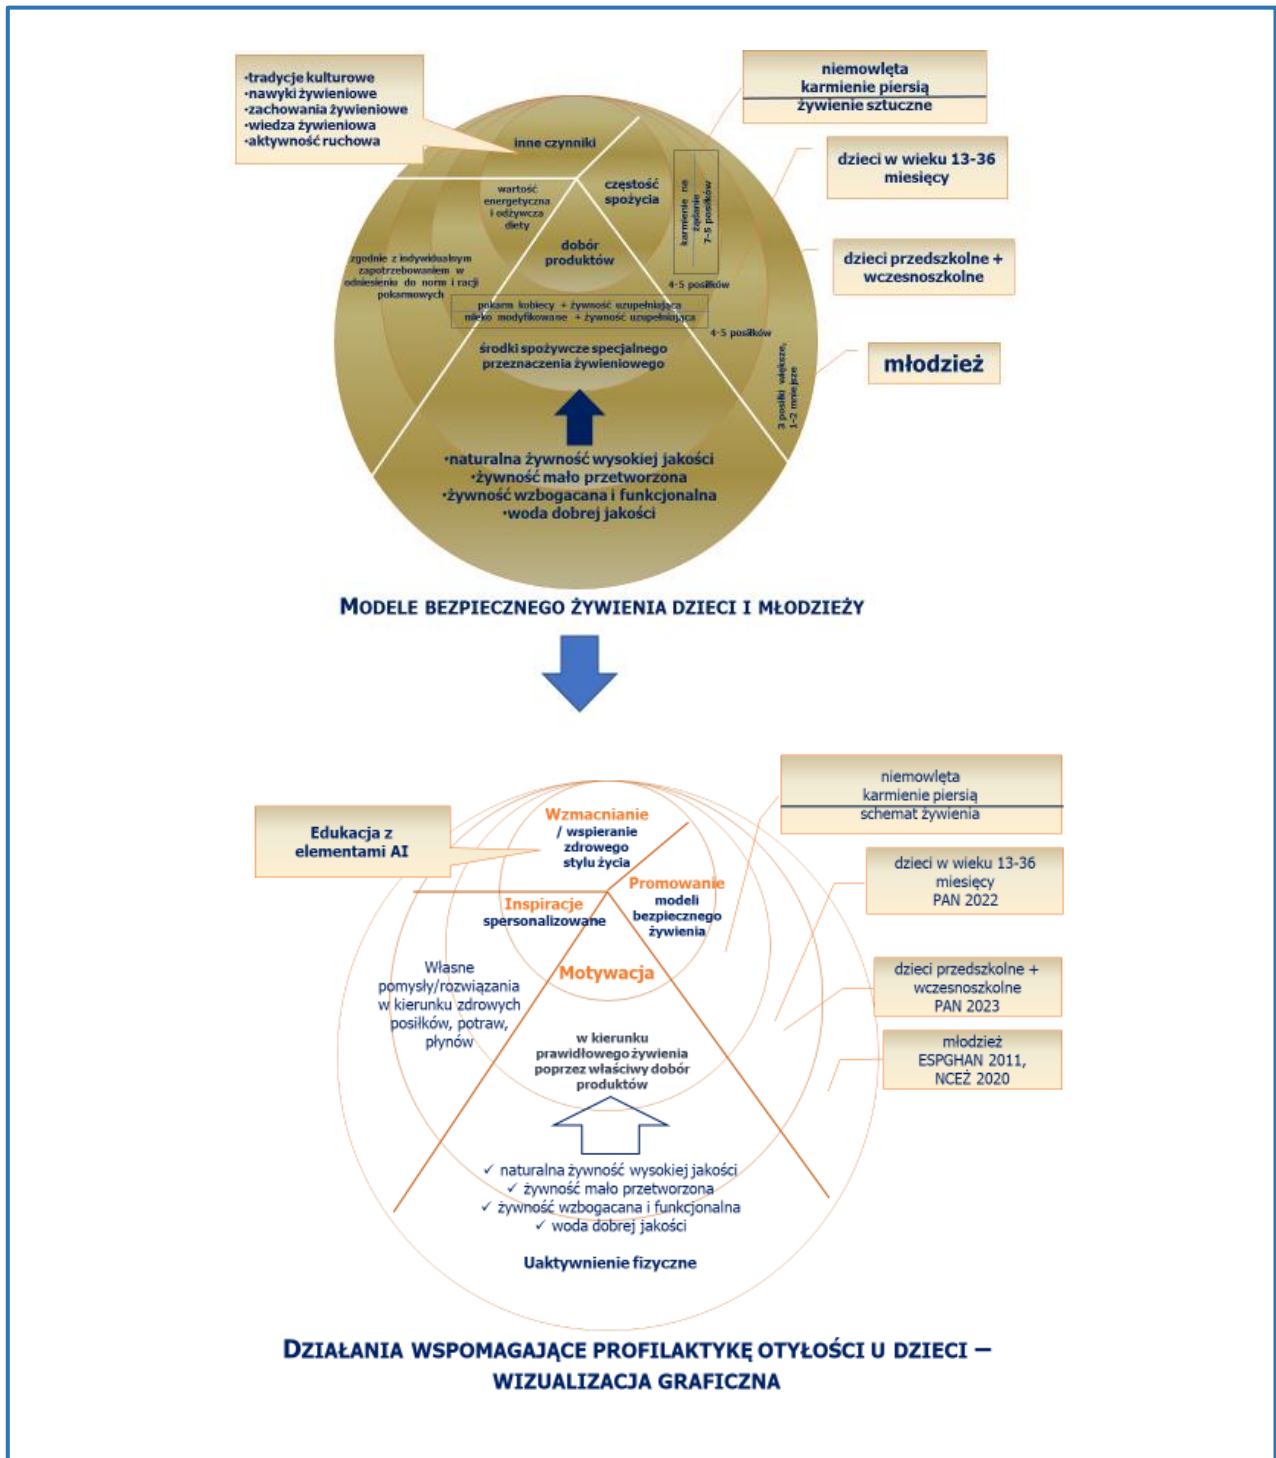 •tradycje kulturowe
•nawyki żywieniowe
•zachowania żywieniowe
•wiedza żywieniowa
•aktywność ruchowa
niemowlęta
karmienie piersią
żywienie sztuczne
dzieci w wieku 13-36
miesięcy
dzieci przedszkolne +
wczesnoszkolne
młodzież
inne czynniki
wartość
energetyczna
i odżywcza
diety
częstość
spożycia
karmienie na
żądanie
7-5 posiłków
dobór
produktów
zgodnie z indywidualnym
zapotrzebowaniem w
odniesieniu do norm i racji
pokarmowych
4-5 posiłków
pokarm kobiecy + żywność uzupełniająca
mleko modyfikowane + żywność uzupełniająca
4-5 posiłków
środki spożywcze specjalnego
przeznaczenia żywieniowego
3 posiłki większe,
1-2 mniejsze
•naturalna żywność wysokiej jakości
•żywność mało przetworzona
•żywność wzbogacana i funkcjonalna
•woda dobrej jakości
MODELE BEZPIECZNEGO ŻYWIENIA DZIECI I MŁODZIEŻY
Edukacja z
elementami AI
niemowlęta
karmienie piersią
schemat żywienia
dzieci w wieku 13-36
miesięcy
PAN 2022
dzieci przedszkolne +
wczesnoszkolne
PAN 2023
młodzież
ESPGHAN 2011,
NCEŻ 2020
Wzmacnianie
/ wspieranie
zdrowego
stylu życia
Promowanie
modeli
bezpiecznego
żywienia
Inspiracje
spersonalizowane
Motywacja
Własne
pomysły/rozwiązania
w kierunku zdrowych
posiłków, potraw,
płynów
w kierunku
prawidłowego żywienia
poprzez właściwy dobór
produktów
✓ naturalna żywność wysokiej jakości
✓ żywność mało przetworzona
✓ żywność wzbogacana i funkcjonalna
✓ woda dobrej jakości
Uaktywnienie fizyczne
DZIAŁANIA WSPOMAGAJĄCE PROFILAKTYKĘ OTYŁOŚCI U DZIECI –
WIZUALIZACJA GRAFICZNA